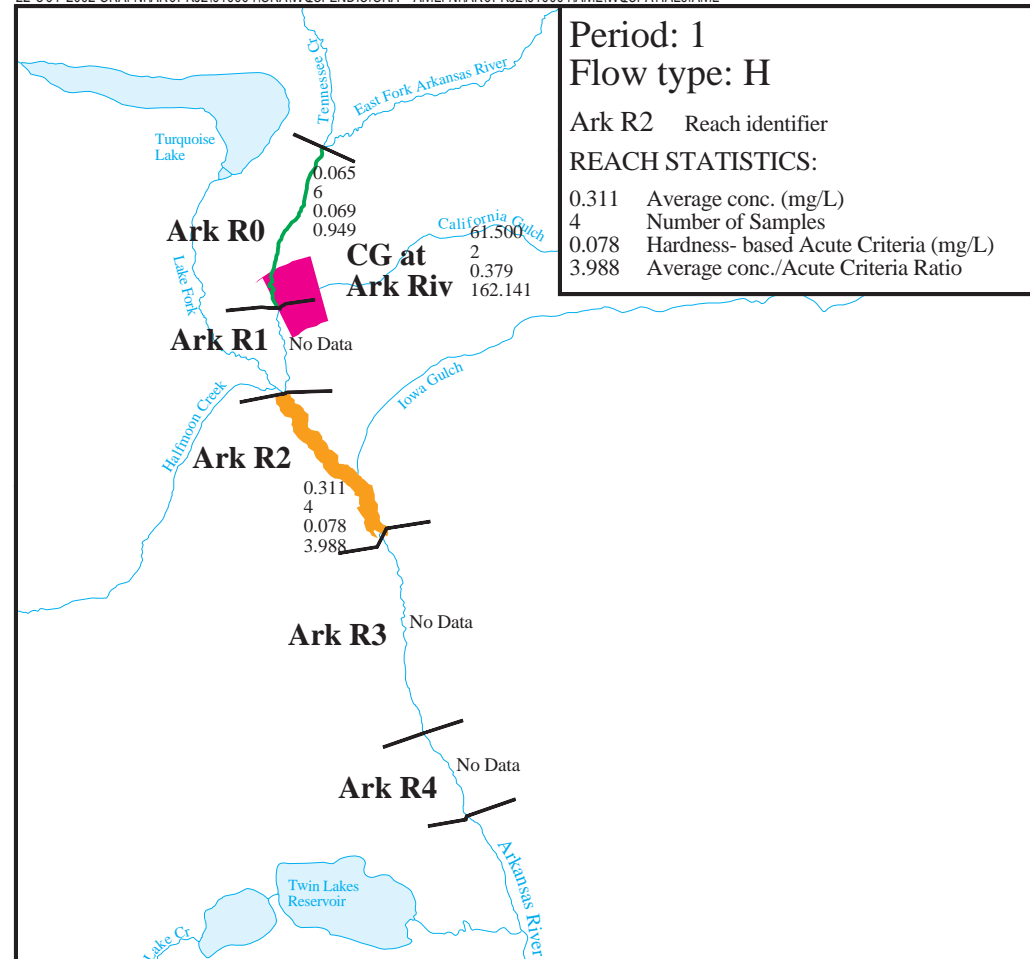 Period: 1
Flow type: H
Ark R2 Reach identifier
REACH STATISTICS:
0.311 Average conc. (mg/L)
4 Number of Samples
0.078 Hardness- based Acute Criteria (mg/L)
3.988 Average conc./Acute Criteria Ratio
Tennessee Cr
East Fork Arkansas River
Turquoise
Lake
0.065
6
0.069
0.949
Ark R0
California Gulch
61.500
2
0.379
162.141
CG at
Ark Riv
Lake Fork
Ark R1
No Data
Iowa Gulch
Halfmoon Creek
Ark R2
0.311
4
0.078
3.988
Ark R3
No Data
No Data
Ark R4
Arkansas River
Twin Lakes
Reservoir
Lake Cr